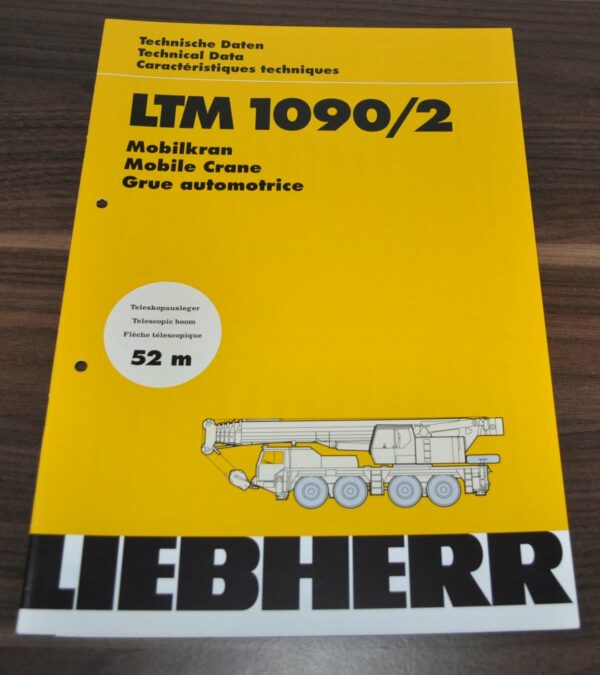 Technische Daten
Technical Data
Caractéristiques techniques
LTM 1090/2
Mobilkran
Mobile Crane
Grue automotrice
Teleskopausleger
Telescopic boom
Flèche télescopique
52 m
LIEBHERR